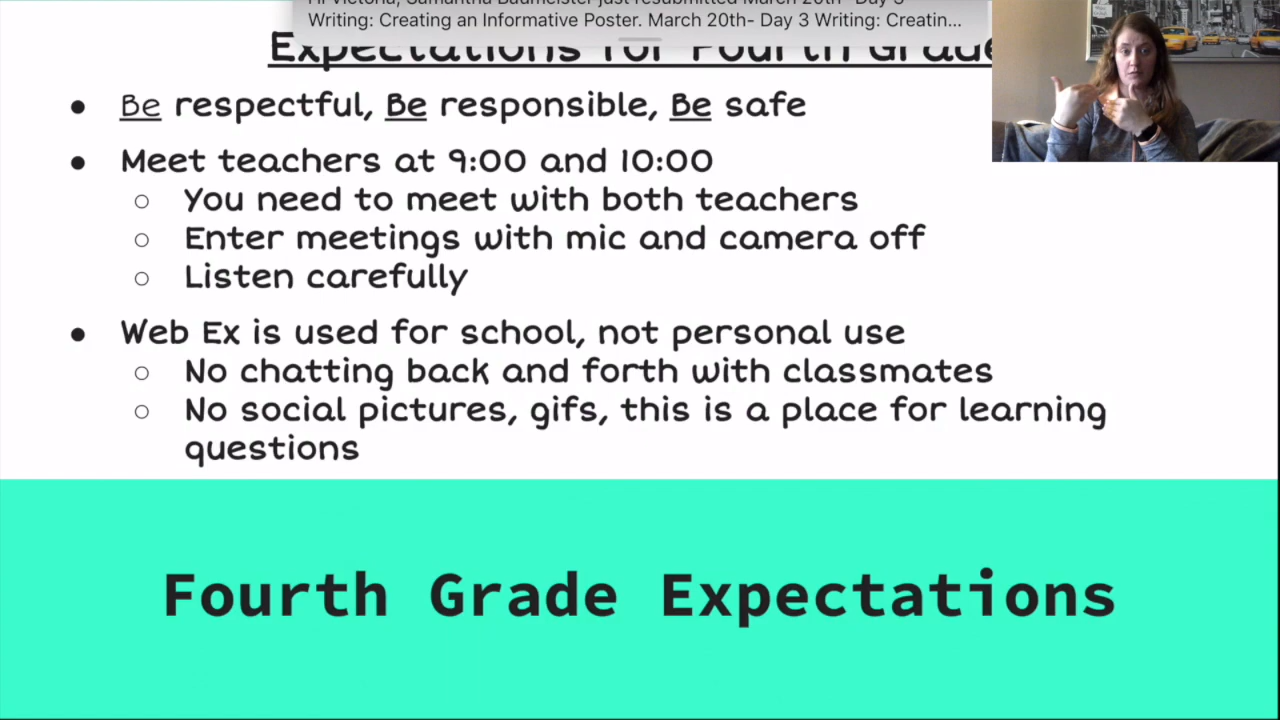 Hi Victoria, Samantha Baumeister just resubmitted March 20th- Day 3
Writing: Creating an Informative Poster. March 20th- Day 3 Writing: Creatin...
Expectations for Fourth Grade
● Be respectful, Be responsible, Be safe
● Meet teachers at 9:00 and 10:00
○ You need to meet with both teachers
○ Enter meetings with mic and camera off
○ Listen carefully
● Web Ex is used for school, not personal use
○ No chatting back and forth with classmates
○ No social pictures, gifs, this is a place for learning
questions
Fourth Grade Expectations